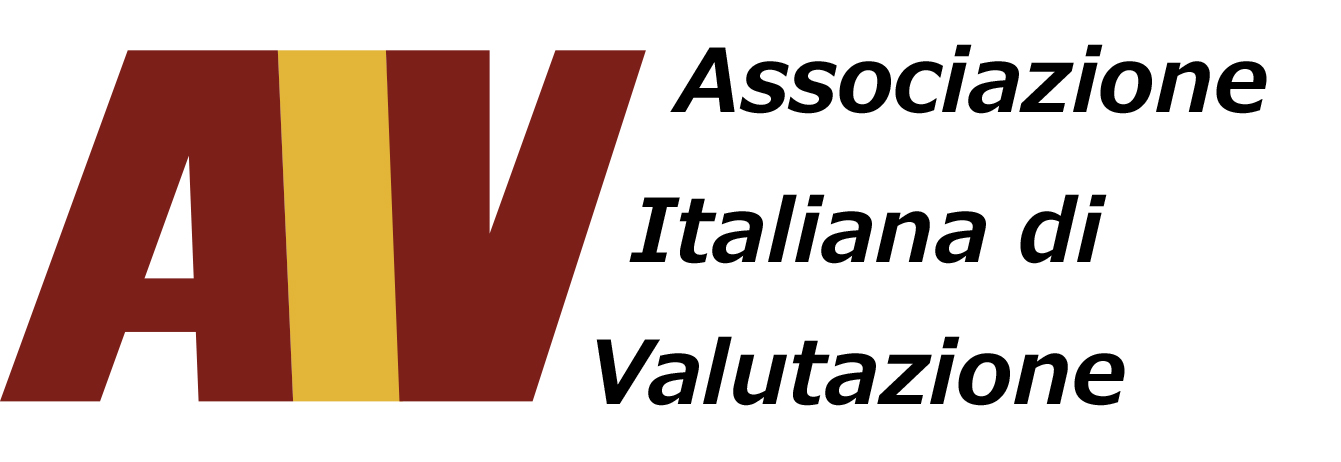 AIV
Associazione
Italiana di
Valutazione